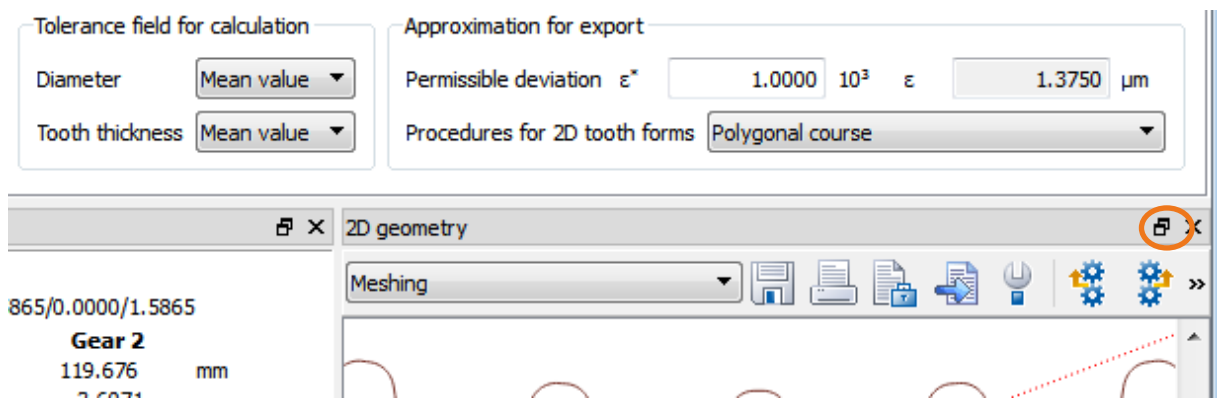 Tolerance field for calculation
Approximation for export
Diameter Mean value
Permissible deviation ε* 1.0000 10³ ε 1.3750 μm
Tooth thickness Mean value
Procedures for 2D tooth forms Polygonal course
2D geometry
Meshing
865/0.0000/1.5865
Gear 2
119.676 mm